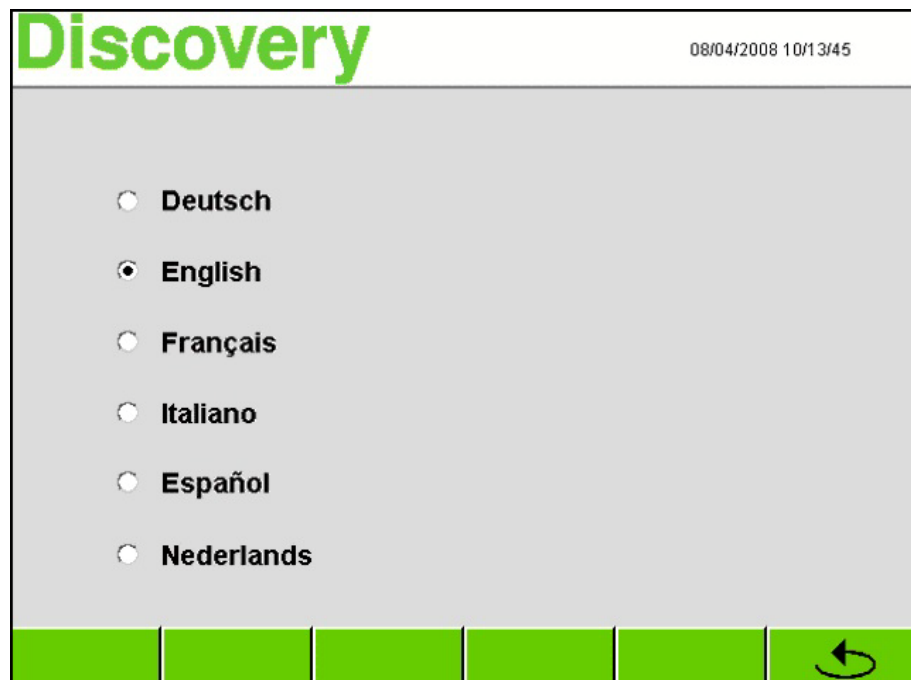 Discovery
08/04/2008 10/13/45
Deutsch
English
Français
Italiano
Español
Nederlands